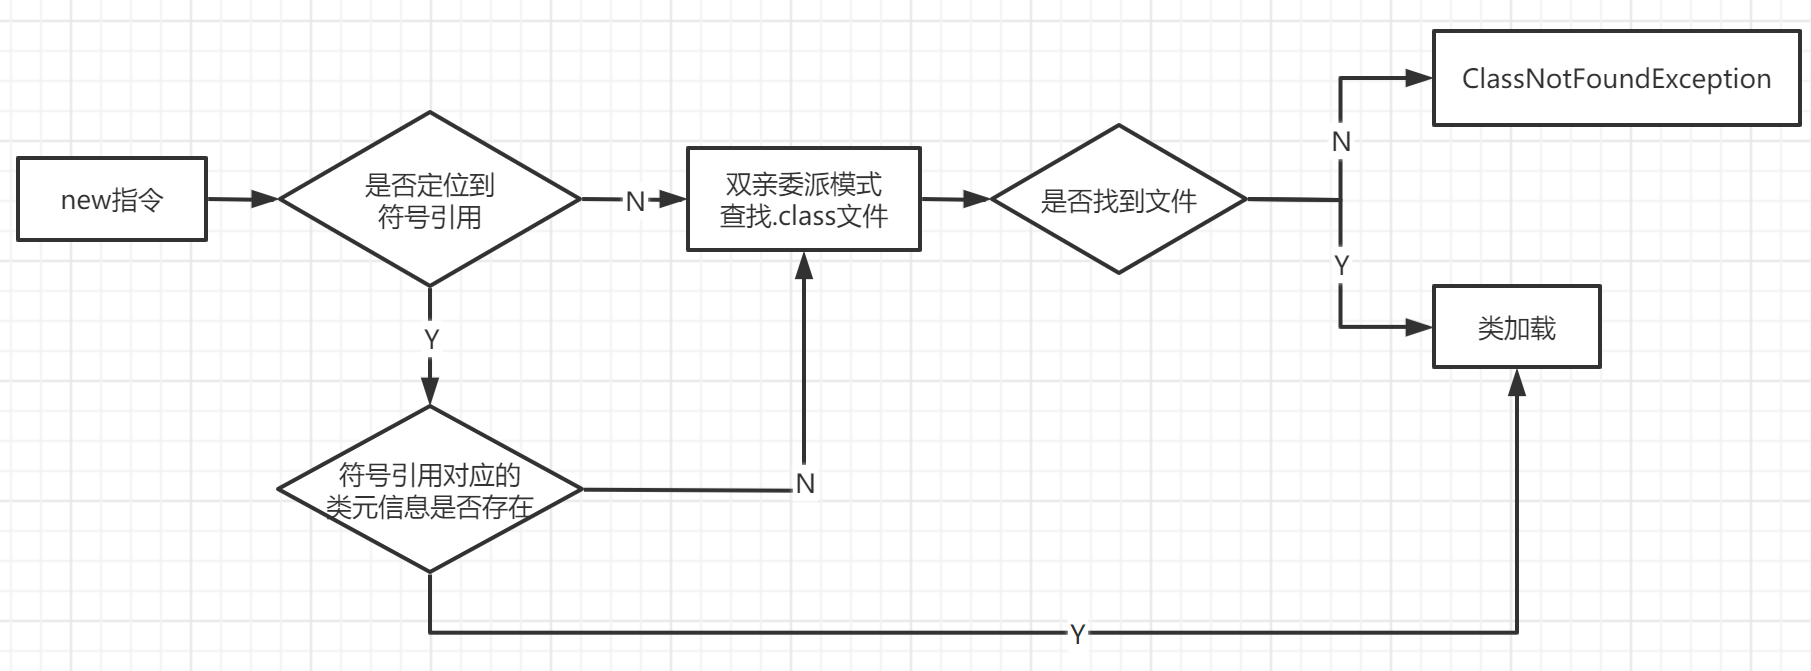 new指令
是否定位到
符号引用
N
双亲委派模式
查找.class文件
是否找到文件
N
ClassNotFoundException
Y
类加载
Y
符号引用对应的
类元信息是否存在
N
Y